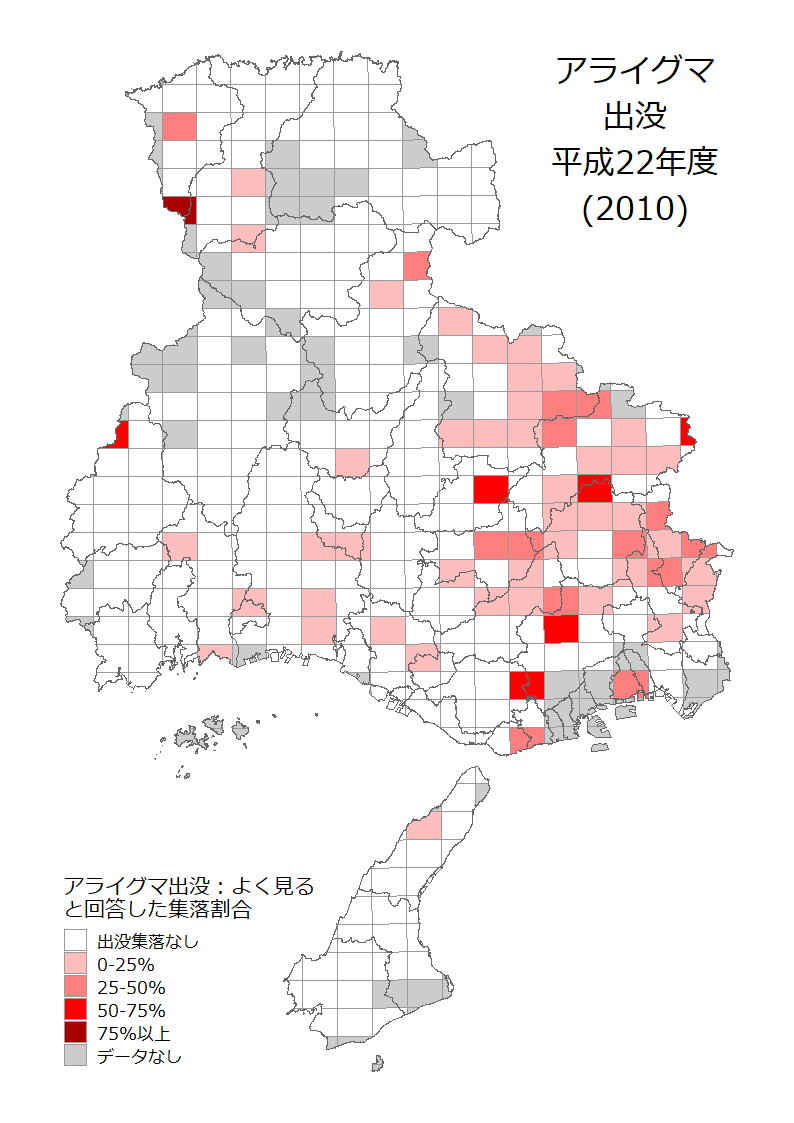 アライグマ
出没
平成22年度
(2010)
アライグマ出没：よく見る
と回答した集落割合
出没集落なし
0-25%
25-50%
50-75%
75%以上
データなし